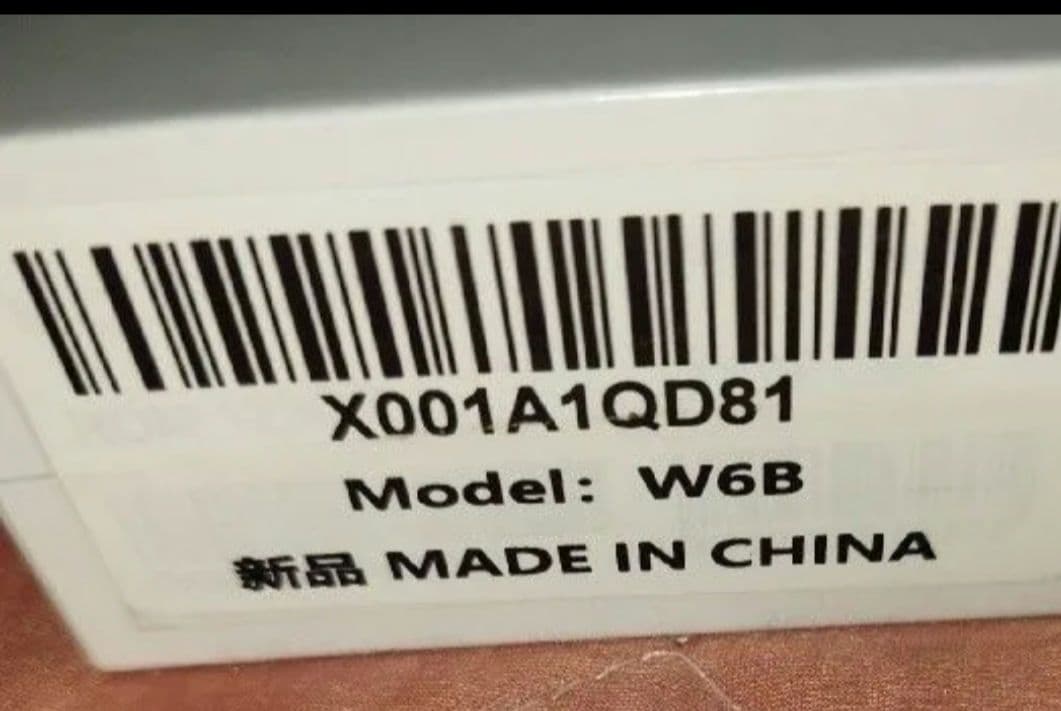 X001A1QD81
Model: W6B
新品 MADE IN CHINA